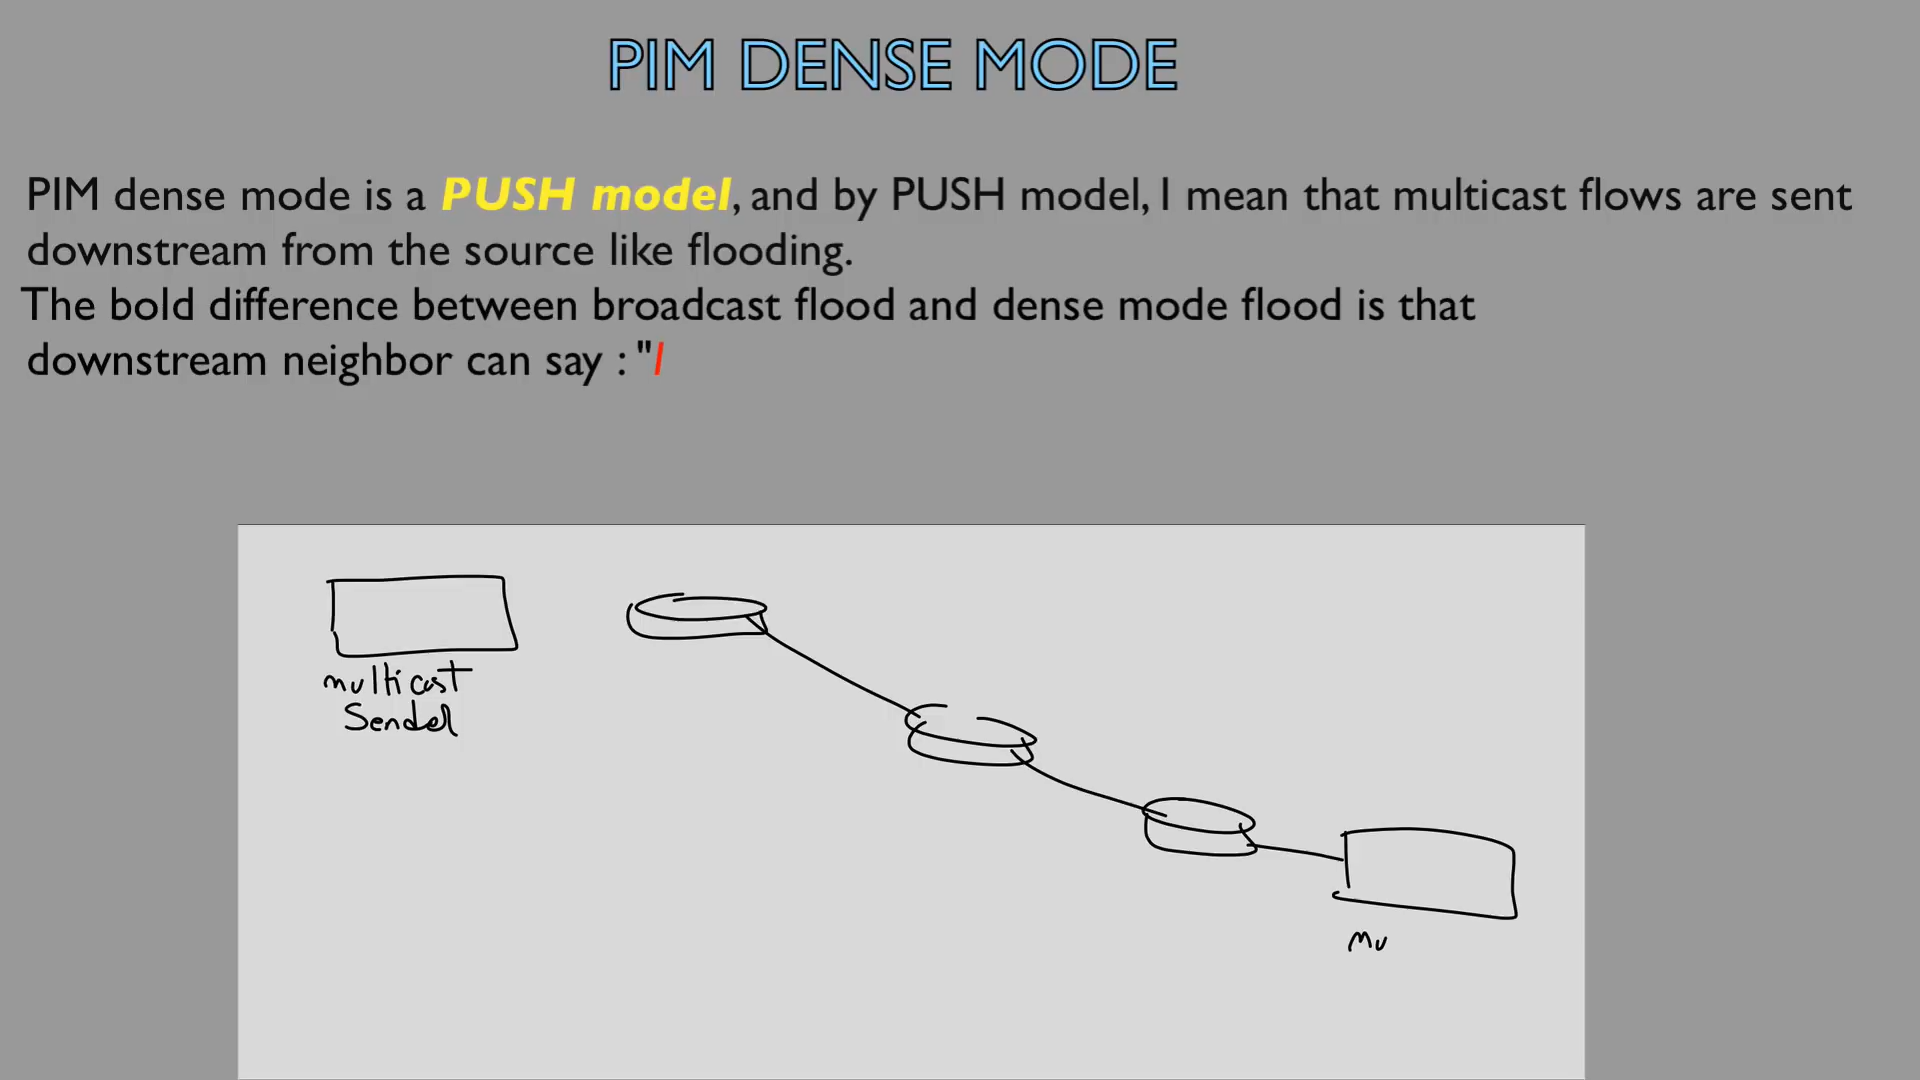 PIM DENSE MODE
PIM dense mode is a PUSH model, and by PUSH model, I mean that multicast flows are sent
downstream from the source like flooding.
The bold difference between broadcast flood and dense mode flood is that
downstream neighbor can say : "I
multicast
Sender
mu